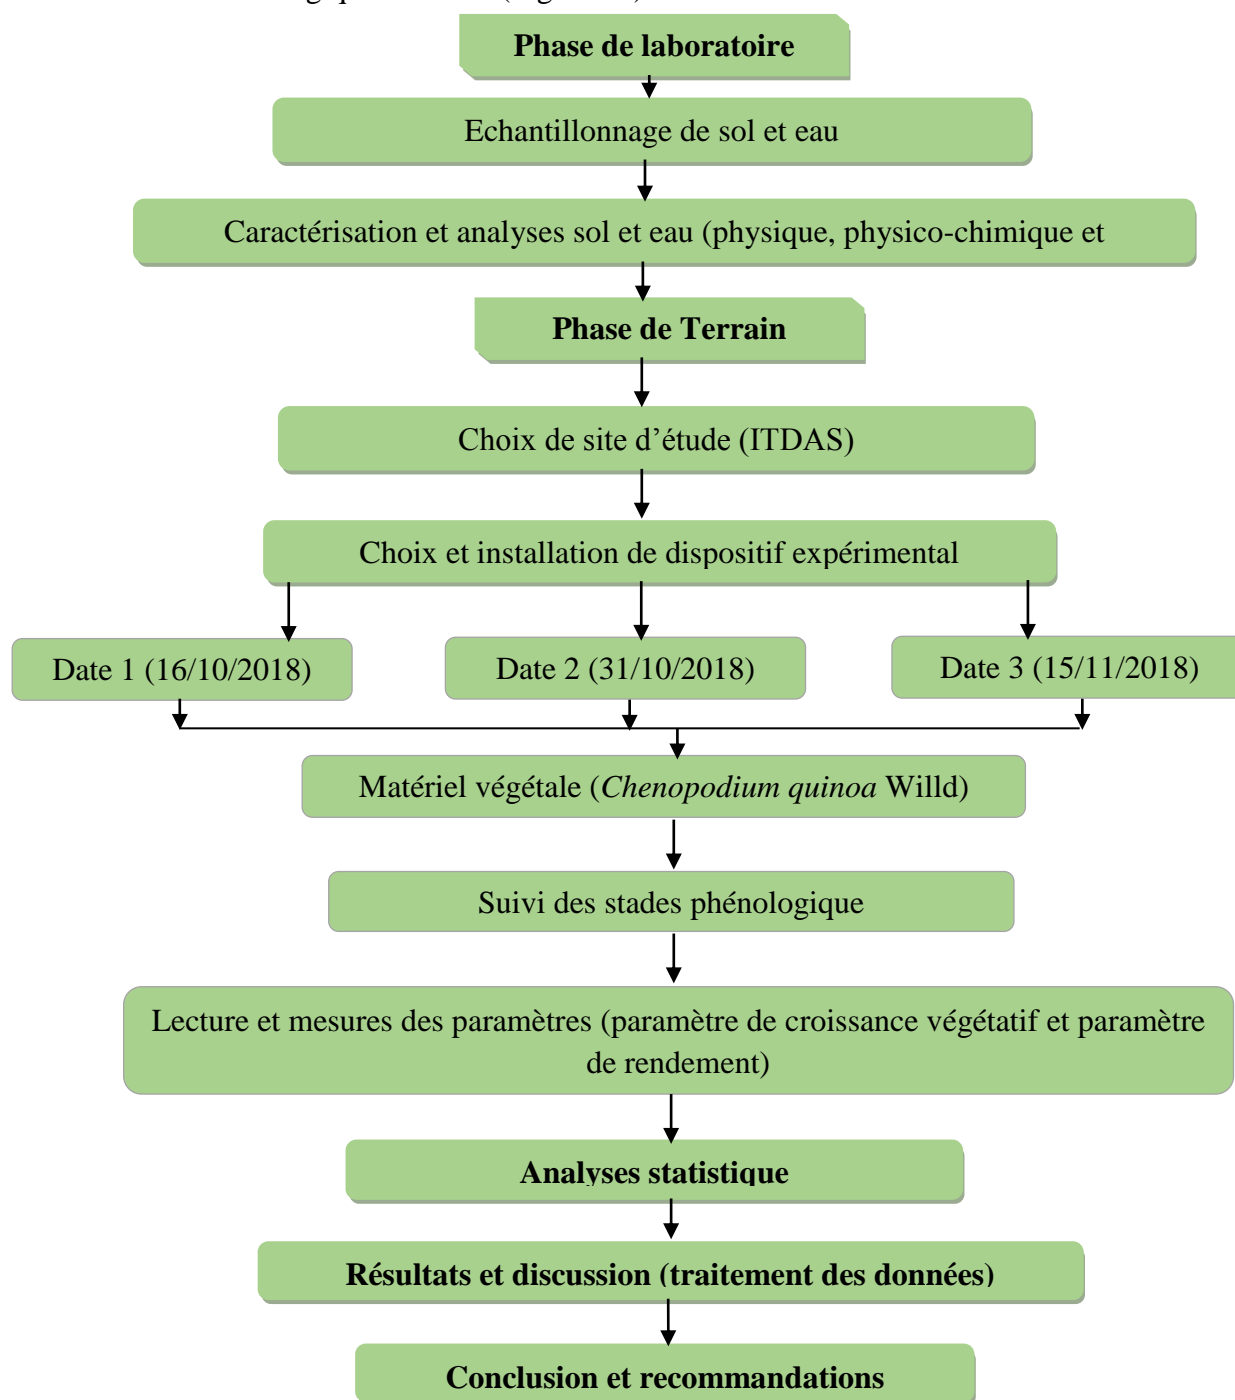 Phase de laboratoire
Echantillonnage de sol et eau
Caractérisation et analyses sol et eau (physique, physico-chimique et
Phase de Terrain
Choix de site d’étude (ITDAS)
Choix et installation de dispositif expérimental
Date 1 (16/10/2018)
Date 2 (31/10/2018)
Date 3 (15/11/2018)
Matériel végétale (Chenopodium quinoa Willd)
Suivi des stades phénologique
Lecture et mesures des paramètres (paramètre de croissance végétatif et paramètre
de rendement)
Analyses statistique
Résultats et discussion (traitement des données)
Conclusion et recommandations